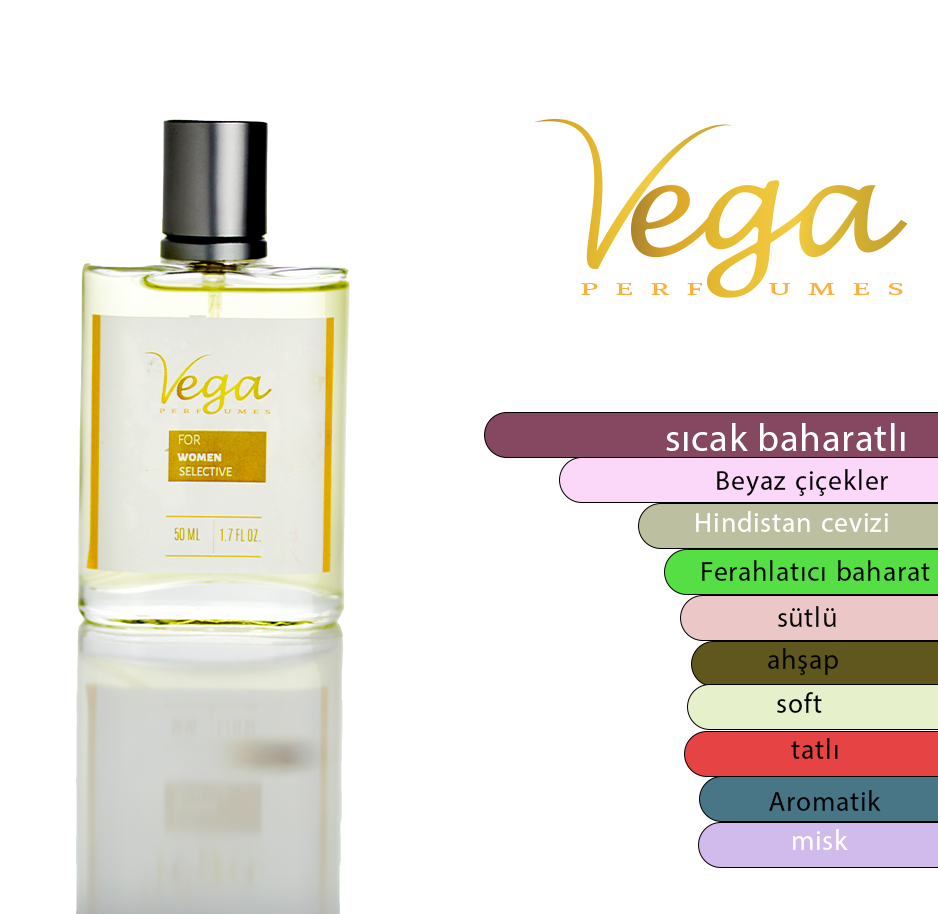 Vega
PERFUMES
Vega
PERFUMES
FOR
WOMEN
SELECTIVE
50 ML
1.7 FL OZ.
sıcak baharatlı
Beyaz çiçekler
Hindistan cevizi
Ferahlatıcı baharat
sütlü
ahşap
soft
tatlı
Aromatik
misk